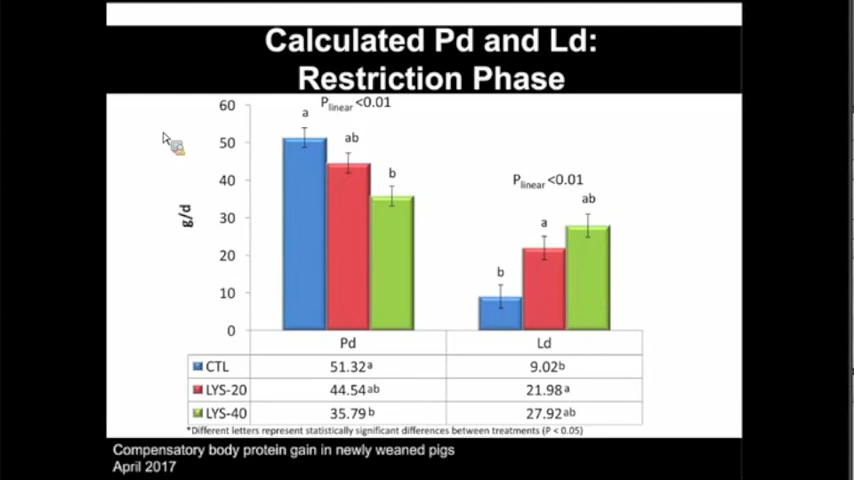 Calculated Pd and Ld:
Restriction Phase
60
50
40
30
20
10
0
g/d
Plinear <0.01
a
ab
b
Plinear <0.01
b
a
ab
Pd Ld
CTL 51.32a 9.02b
LYS-20 44.54ab 21.98a
LYS-40 35.79b 27.92ab
*Different letters represent statistically significant differences between treatments (P < 0.05)
Compensatory body protein gain in newly weaned pigs
April 2017